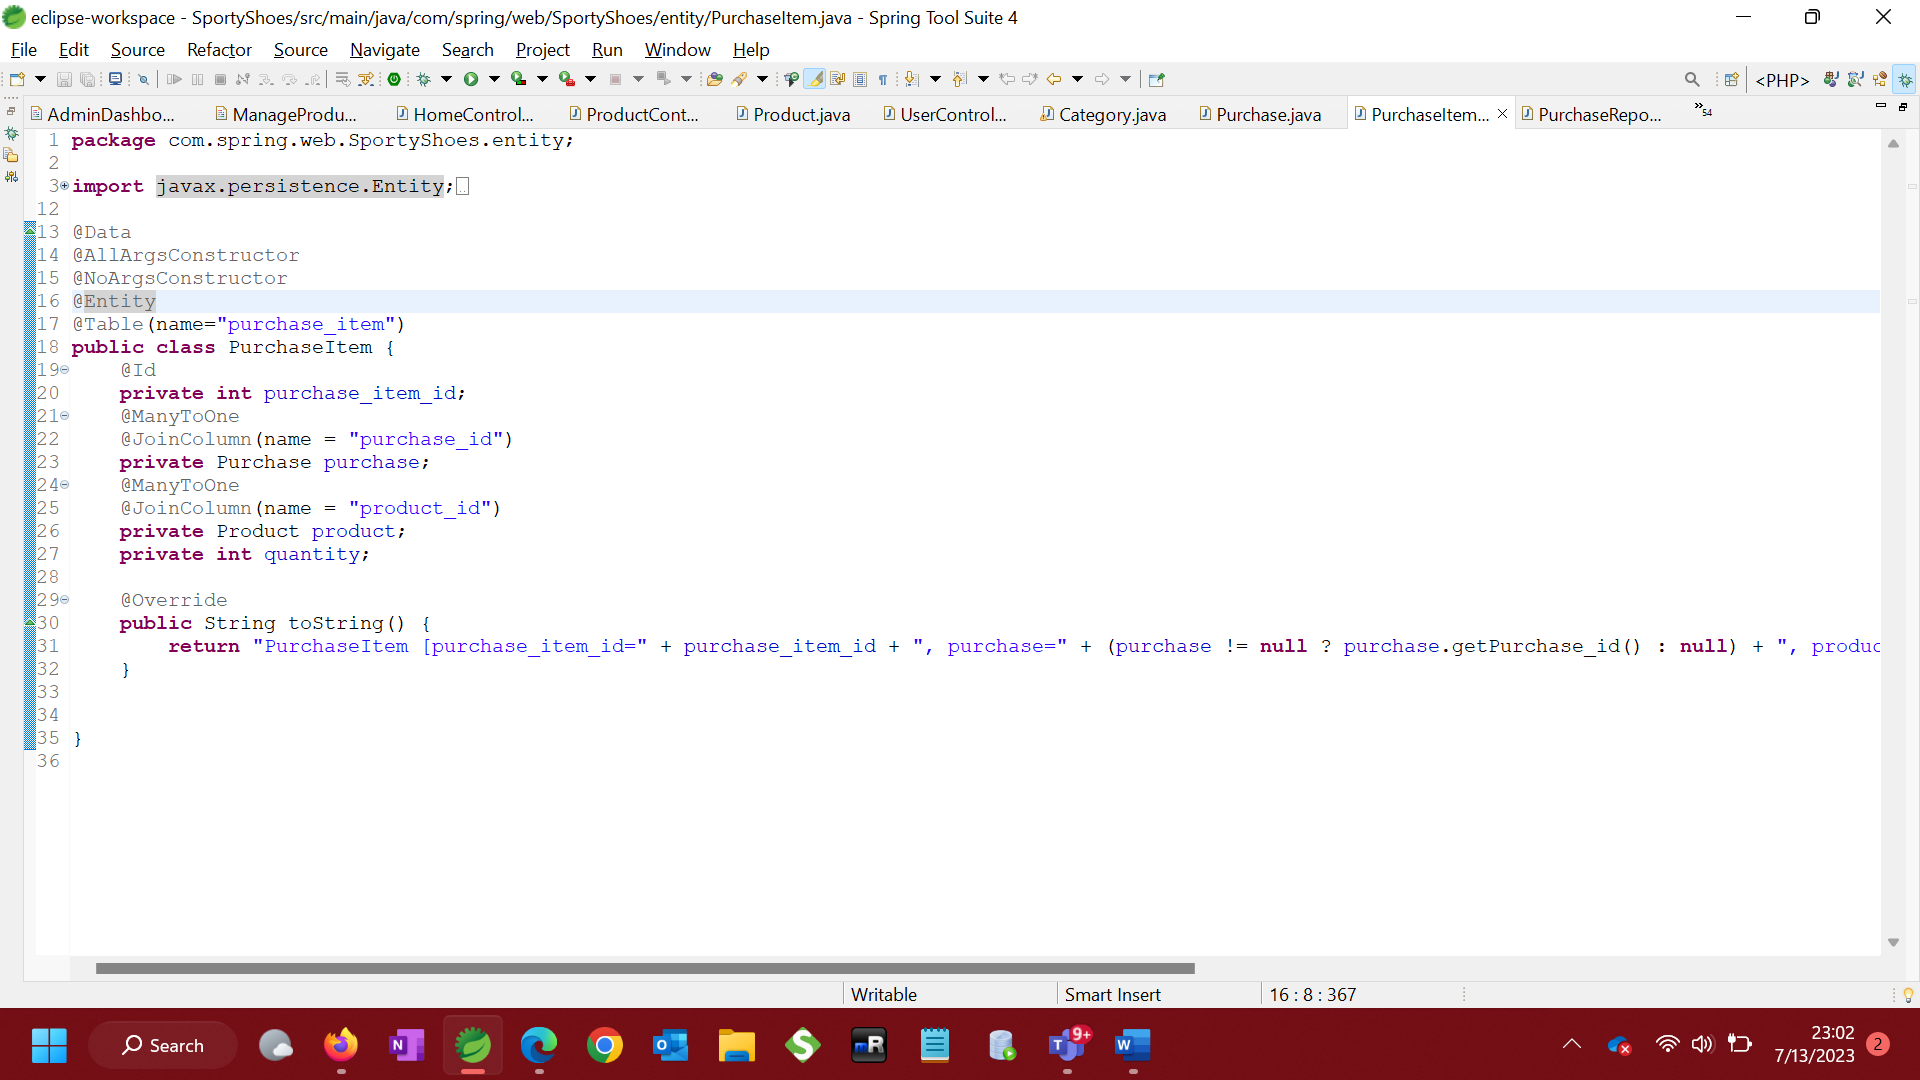 eclipse-workspace - SportyShoes/src/main/java/com/spring/web/SportyShoes/entity/PurchaseItem.java - Spring Tool Suite 4
File Edit Source Refactor Source Navigate Search Project Run Window Help
<PHP>
AdminDashbo... ManageProdu... HomeControl... ProductCont... Product.java UserControl... Category.java Purchase.java PurchaseItem... PurchaseRepo... »54
1 package com.spring.web.SportyShoes.entity;
2
3 import javax.persistence.Entity;
12
13 @Data
14 @AllArgsConstructor
15 @NoArgsConstructor
16 @Entity
17 @Table(name="purchase_item")
18 public class PurchaseItem {
19 @Id
20 private int purchase_item_id;
21 @ManyToOne
22 @JoinColumn(name = "purchase_id")
23 private Purchase purchase;
24 @ManyToOne
25 @JoinColumn(name = "product_id")
26 private Product product;
27 private int quantity;
28
29 @Override
30 public String toString() {
31 return "PurchaseItem [purchase_item_id=" + purchase_item_id + ", purchase=" + (purchase != null ? purchase.getPurchase_id() : null) + ", produc
32 }
33
34
35 }
36
Writable Smart Insert 16 : 8 : 367
Search N O mR T 9+ W 23:02
7/13/2023 2